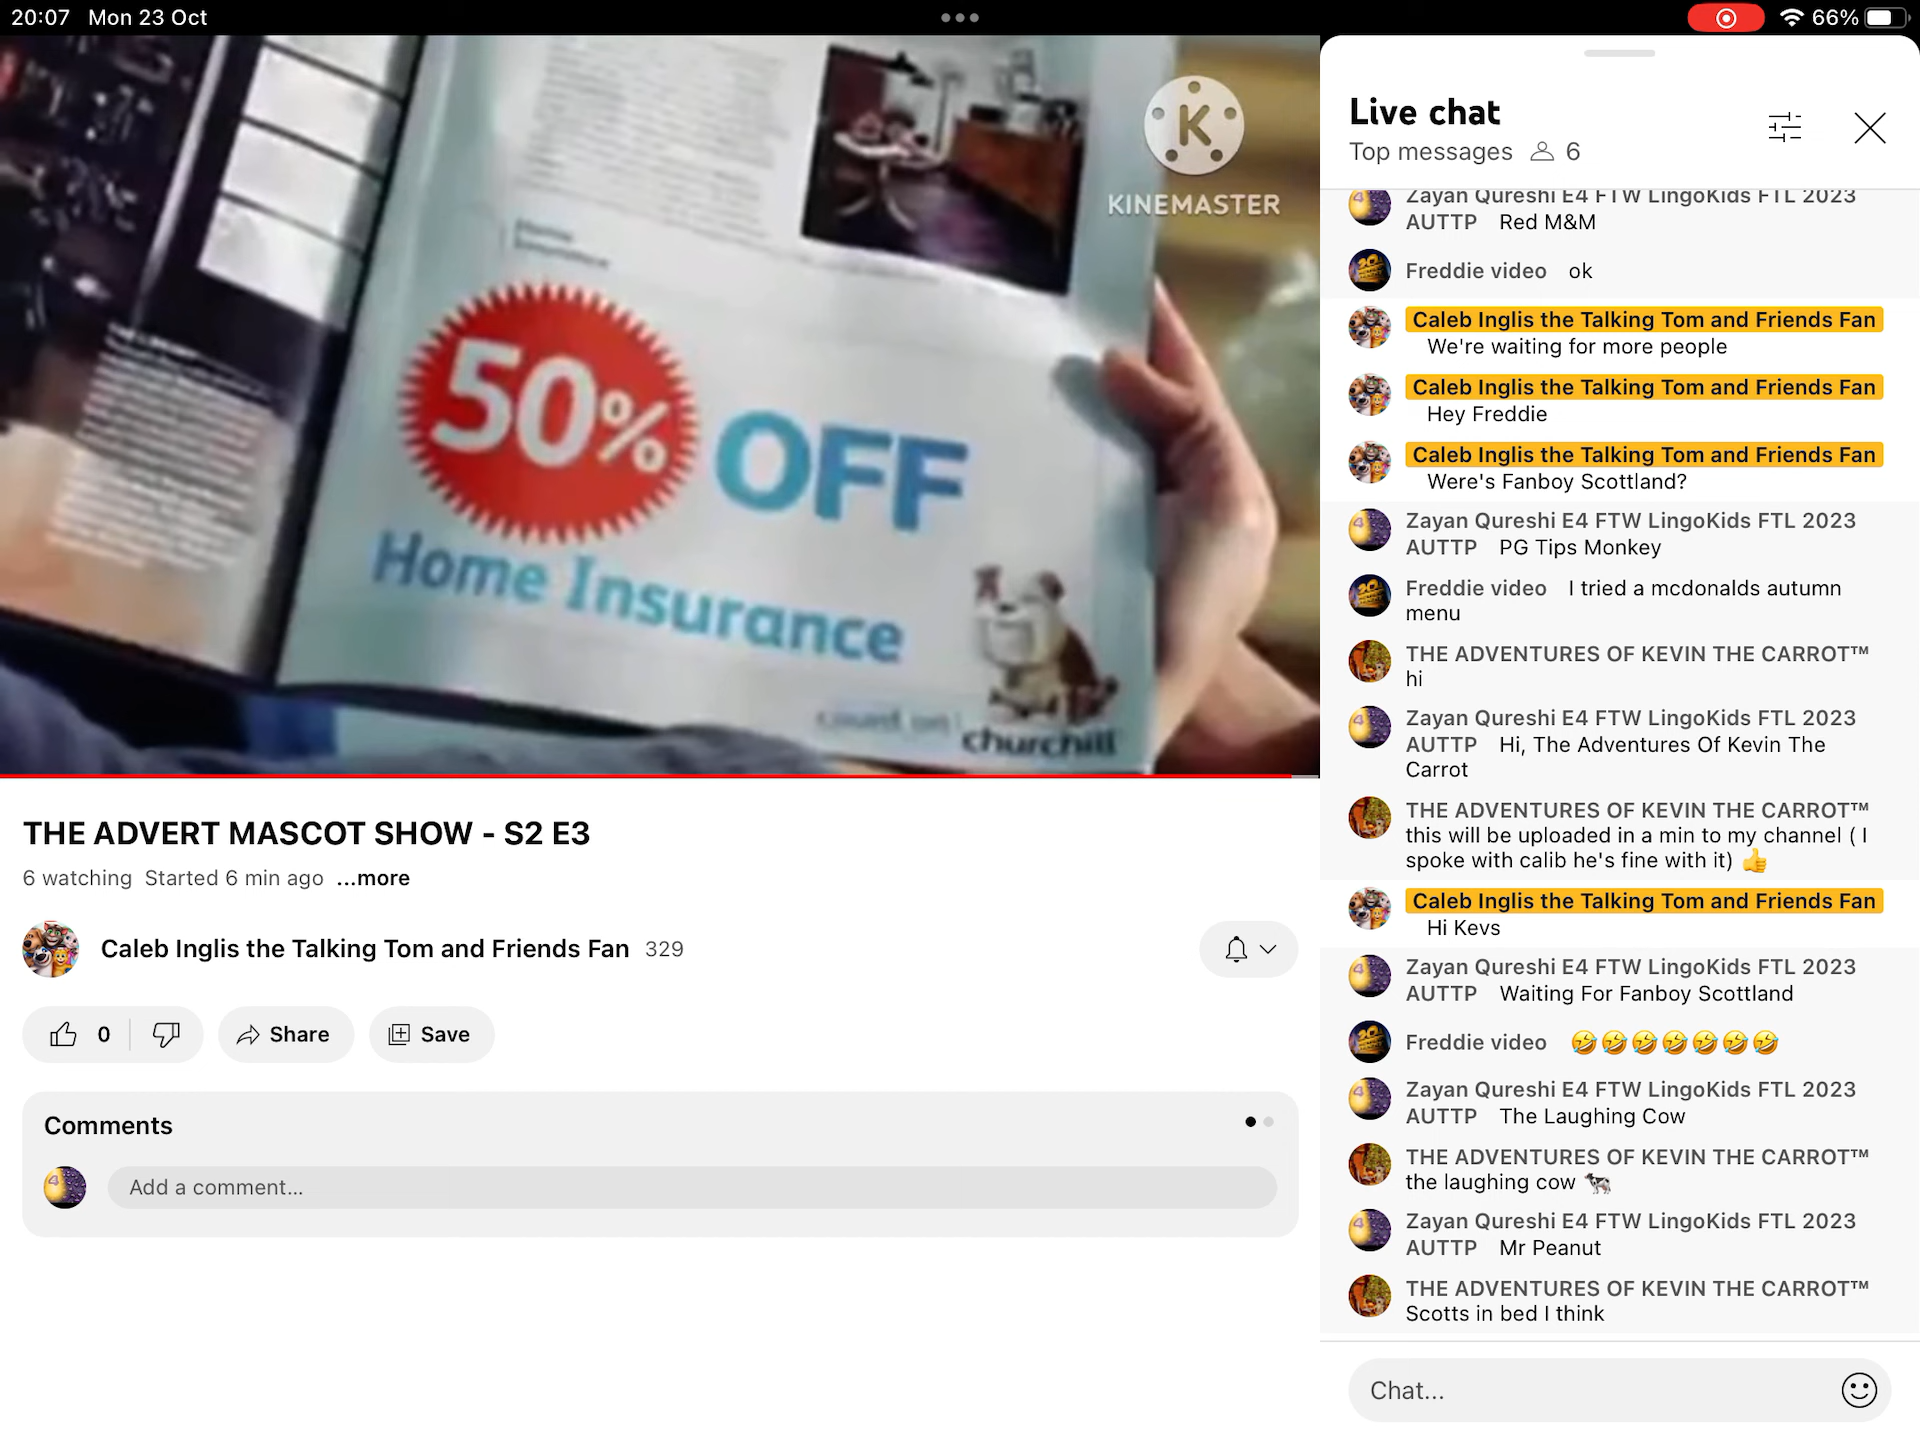 20:07 Mon 23 Oct
66%
K
KINEMASTER
50% OFF
Home Insurance
count on
churchill
THE ADVERT MASCOT SHOW - S2 E3
6 watching Started 6 min ago ...more
Caleb Inglis the Talking Tom and Friends Fan 329
0
Share
Save
Comments
Add a comment...
Live chat
Top messages 6
Zayan Qureshi E4 FTW LingoKids FTL 2023
AUTTP Red M&M
Freddie video ok
Caleb Inglis the Talking Tom and Friends Fan
We're waiting for more people
Caleb Inglis the Talking Tom and Friends Fan
Hey Freddie
Caleb Inglis the Talking Tom and Friends Fan
Were's Fanboy Scottland?
Zayan Qureshi E4 FTW LingoKids FTL 2023
AUTTP PG Tips Monkey
Freddie video I tried a mcdonalds autumn
menu
THE ADVENTURES OF KEVIN THE CARROT™
hi
Zayan Qureshi E4 FTW LingoKids FTL 2023
AUTTP Hi, The Adventures Of Kevin The
Carrot
THE ADVENTURES OF KEVIN THE CARROT™
this will be uploaded in a min to my channel ( I
spoke with calib he's fine with it) 👍
Caleb Inglis the Talking Tom and Friends Fan
Hi Kevs
Zayan Qureshi E4 FTW LingoKids FTL 2023
AUTTP Waiting For Fanboy Scottland
Freddie video 🤣🤣🤣🤣🤣🤣🤣
Zayan Qureshi E4 FTW LingoKids FTL 2023
AUTTP The Laughing Cow
THE ADVENTURES OF KEVIN THE CARROT™
the laughing cow 🐄
Zayan Qureshi E4 FTW LingoKids FTL 2023
AUTTP Mr Peanut
THE ADVENTURES OF KEVIN THE CARROT™
Scotts in bed I think
Chat...